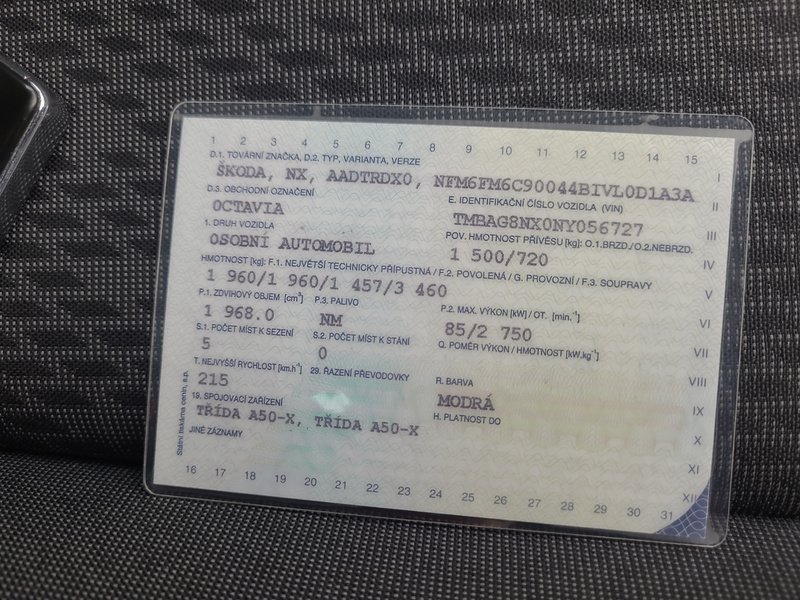 1 2 3 4 5 6 7 8 9 10 11 12 13 14 15
D.1. TOVÁRNÍ ZNAČKA, D.2. TYP, VARIANTA, VERZE
I
ŠKODA, NX, AADTRDX0, NFM6FM6C90044BIVL0D1A3A
D.3. OBCHODNÍ OZNAČENÍ
E. IDENTIFIKAČNÍ ČÍSLO VOZIDLA (VIN)
II
OCTAVIA
TMBAG8NX0NY056727
III
1. DRUH VOZIDLA
POV. HMOTNOST PŘÍVĚSU [kg]: O.1.BRZD./O.2.NEBRZD.
OSOBNÍ AUTOMOBIL
1 500/720
IV
HMOTNOST [kg]: F.1. NEJVĚTŠÍ TECHNICKY PŘÍPUSTNÁ / F.2. POVOLENÁ / G. PROVOZNÍ / F.3. SOUPRAVY
1 960/1 960/1 457/3 460
V
P.1. ZDVIHOVÝ OBJEM [cm³]
P.3. PALIVO
P.2. MAX. VÝKON [kW] / OT. [min.⁻¹]
1 968.0
NM
85/2 750
VI
S.1. POČET MÍST K SEZENÍ
S.2. POČET MÍST K STÁNÍ
Q. POMĚR VÝKON / HMOTNOST [kW.kg⁻¹]
VII
5
0
T. NEJVYŠŠÍ RYCHLOST [km.h⁻¹]
29. ŘAZENÍ PŘEVODOVKY
R. BARVA
VIII
215
MODRÁ
IX
19. SPOJOVACÍ ZAŘÍZENÍ
H. PLATNOST DO
TŘÍDA A50-X, TŘÍDA A50-X
X
JINÉ ZÁZNAMY
XI
XII
16 17 18 19 20 21 22 23 24 25 26 27 28 29 30 31
Státní tiskárna cenin, s.p.